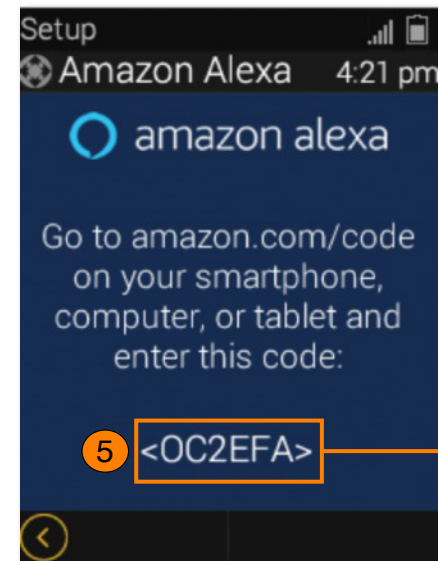 Setup
Amazon Alexa 4:21 pm
amazon alexa
Go to amazon.com/code
on your smartphone,
computer, or tablet and
enter this code:
5 <OC2EFA>